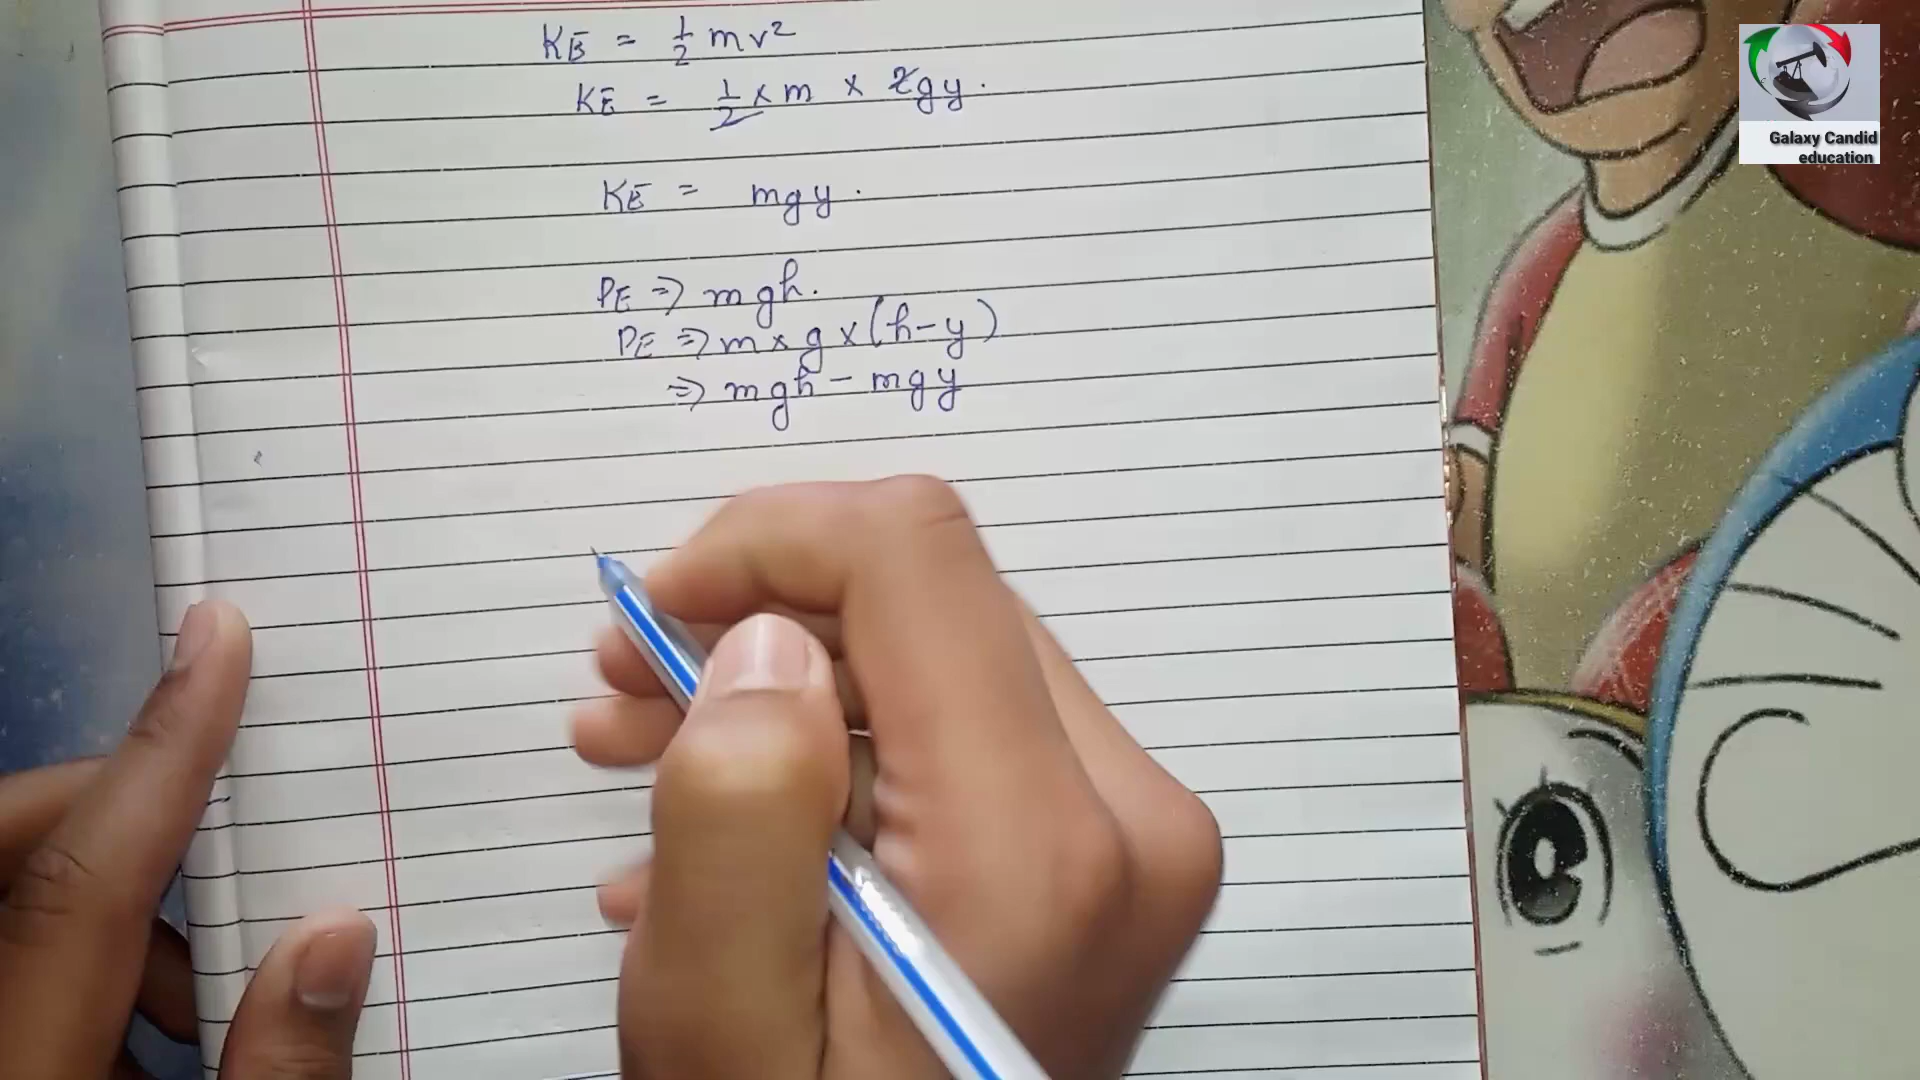 KE = 1/2 mv²
KE = 1/2 × m × 2gy.
KE = mgy.
PE ⇒ mgh.
PE ⇒ m × g × (h - y)
⇒ mgh - mgy
Galaxy Candid
education